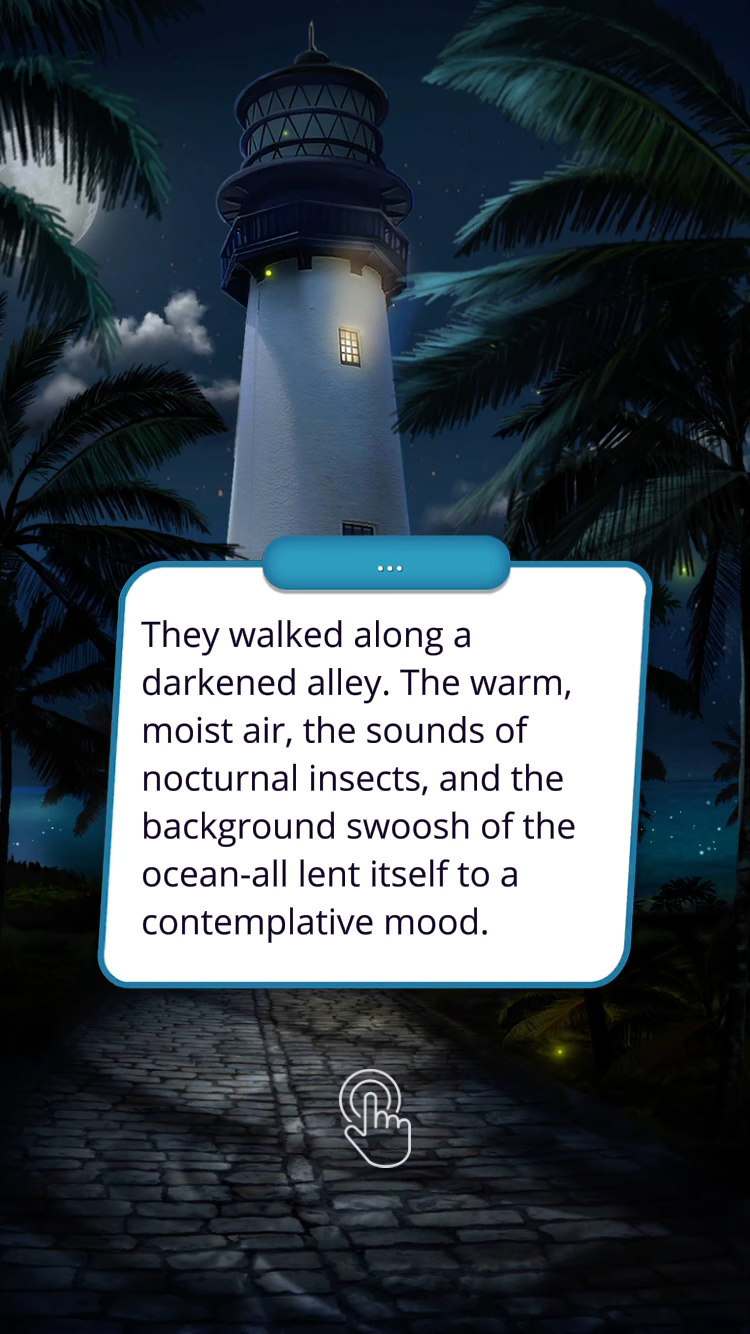 ...
They walked along a
darkened alley. The warm,
moist air, the sounds of
nocturnal insects, and the
background swoosh of the
ocean-all lent itself to a
contemplative mood.